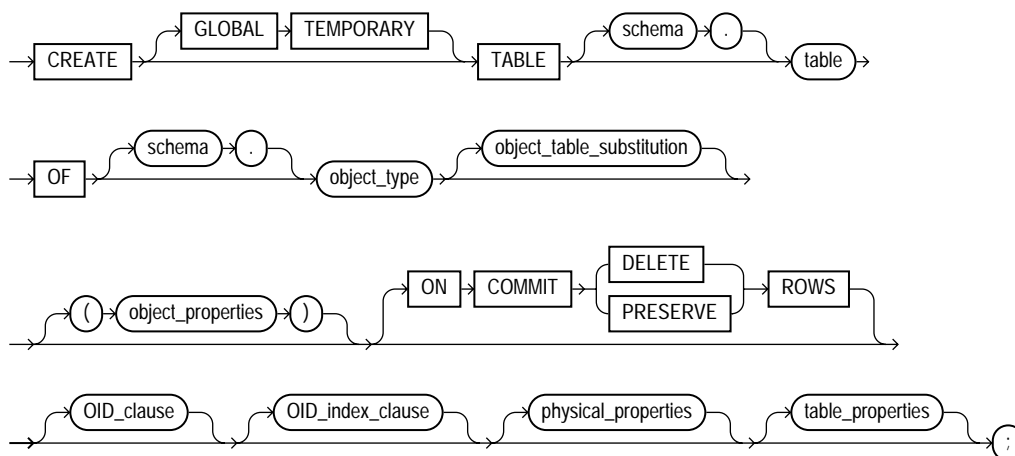 GLOBAL TEMPORARY schema .
CREATE TABLE table
schema . object_table_substitution
OF object_type
DELETE
( object_properties ) ON COMMIT ROWS
PRESERVE
OID_clause OID_index_clause physical_properties table_properties
;